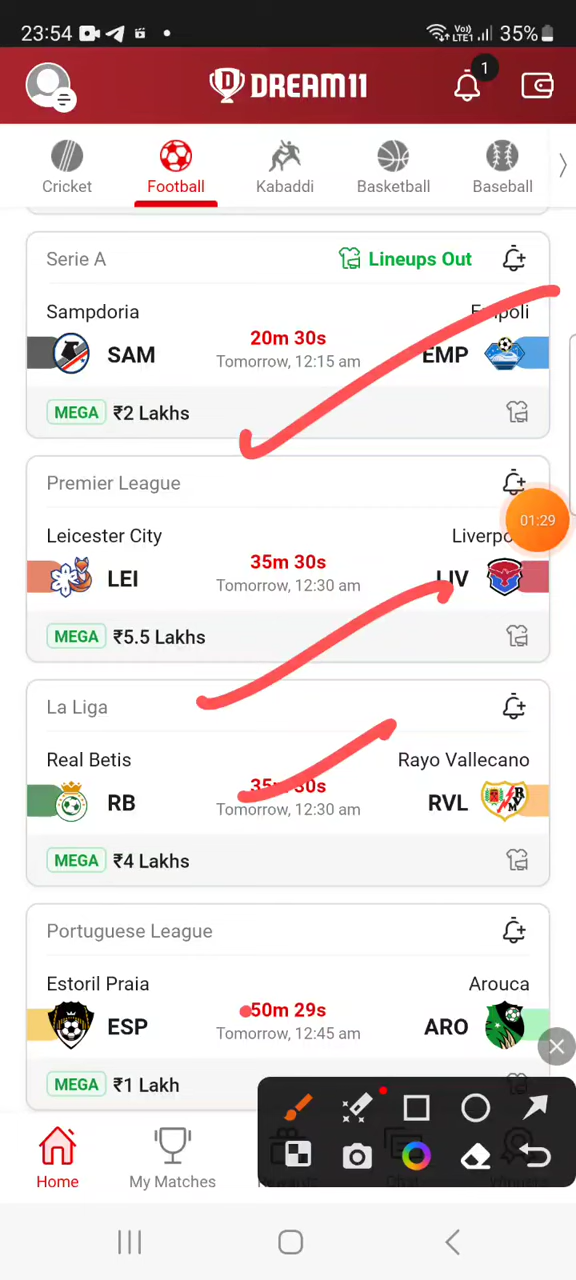 23:54
Vo)) LTE1 35%
DREAM11
1
Cricket Football Kabaddi Basketball Baseball
Serie A Lineups Out
Sampdoria
SAM 20m 30s EMP
Tomorrow, 12:15 am
MEGA ₹2 Lakhs
Premier League
01:29
Leicester City
LEI 35m 30s LIV
Tomorrow, 12:30 am
MEGA ₹5.5 Lakhs
La Liga
Real Betis Rayo Vallecano
RB RVL
Tomorrow, 12:30 am
MEGA ₹4 Lakhs
Portuguese League
Estoril Praia Arouca
ESP 50m 29s ARO
Tomorrow, 12:45 am
MEGA ₹1 Lakh
Home My Matches